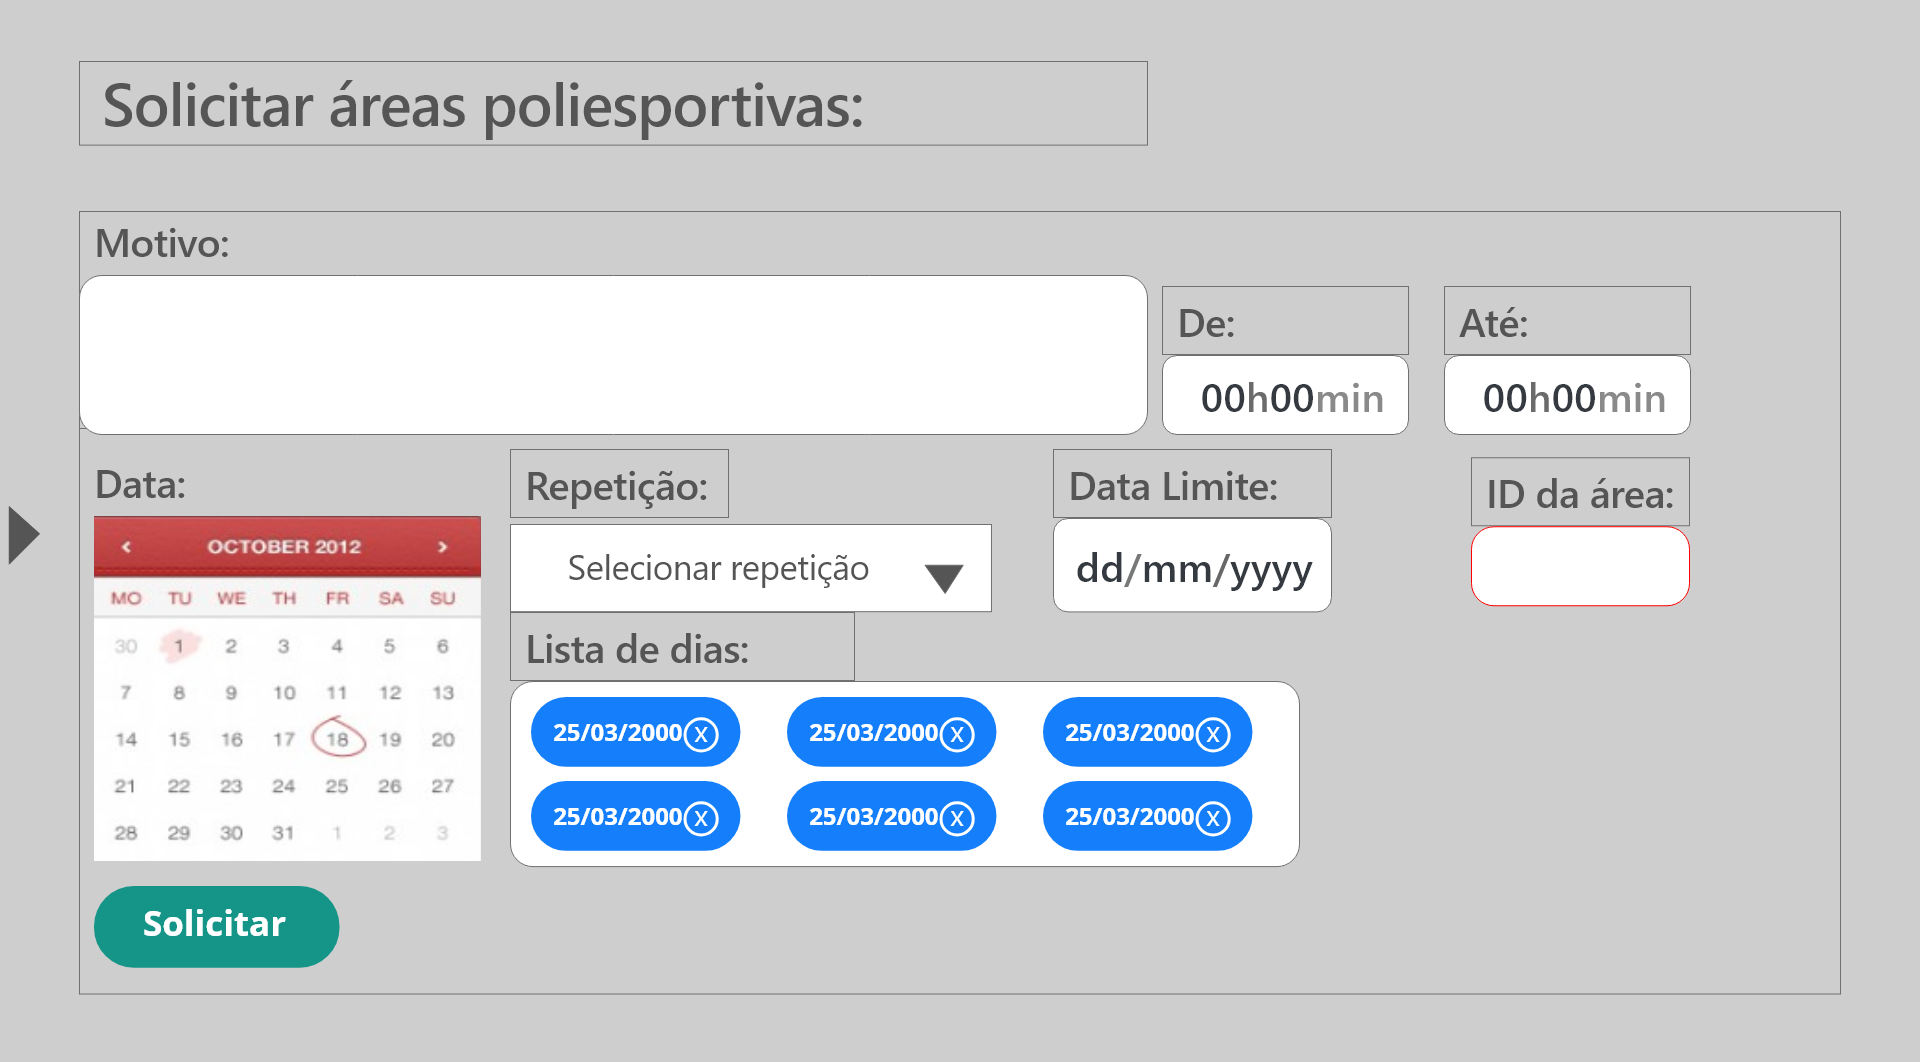 Solicitar áreas poliesportivas:
Motivo:
De:
Até:
00h00min
00h00min
Data:
Repetição:
Data Limite:
ID da área:
Selecionar repetição
dd/mm/yyyy
‹ OCTOBER 2012 ›
MO TU WE TH FR SA SU
30 1 2 3 4 5 6
7 8 9 10 11 12 13
14 15 16 17 18 19 20
21 22 23 24 25 26 27
28 29 30 31 1 2 3
Lista de dias:
25/03/2000 X 25/03/2000 X 25/03/2000 X
25/03/2000 X 25/03/2000 X 25/03/2000 X
Solicitar